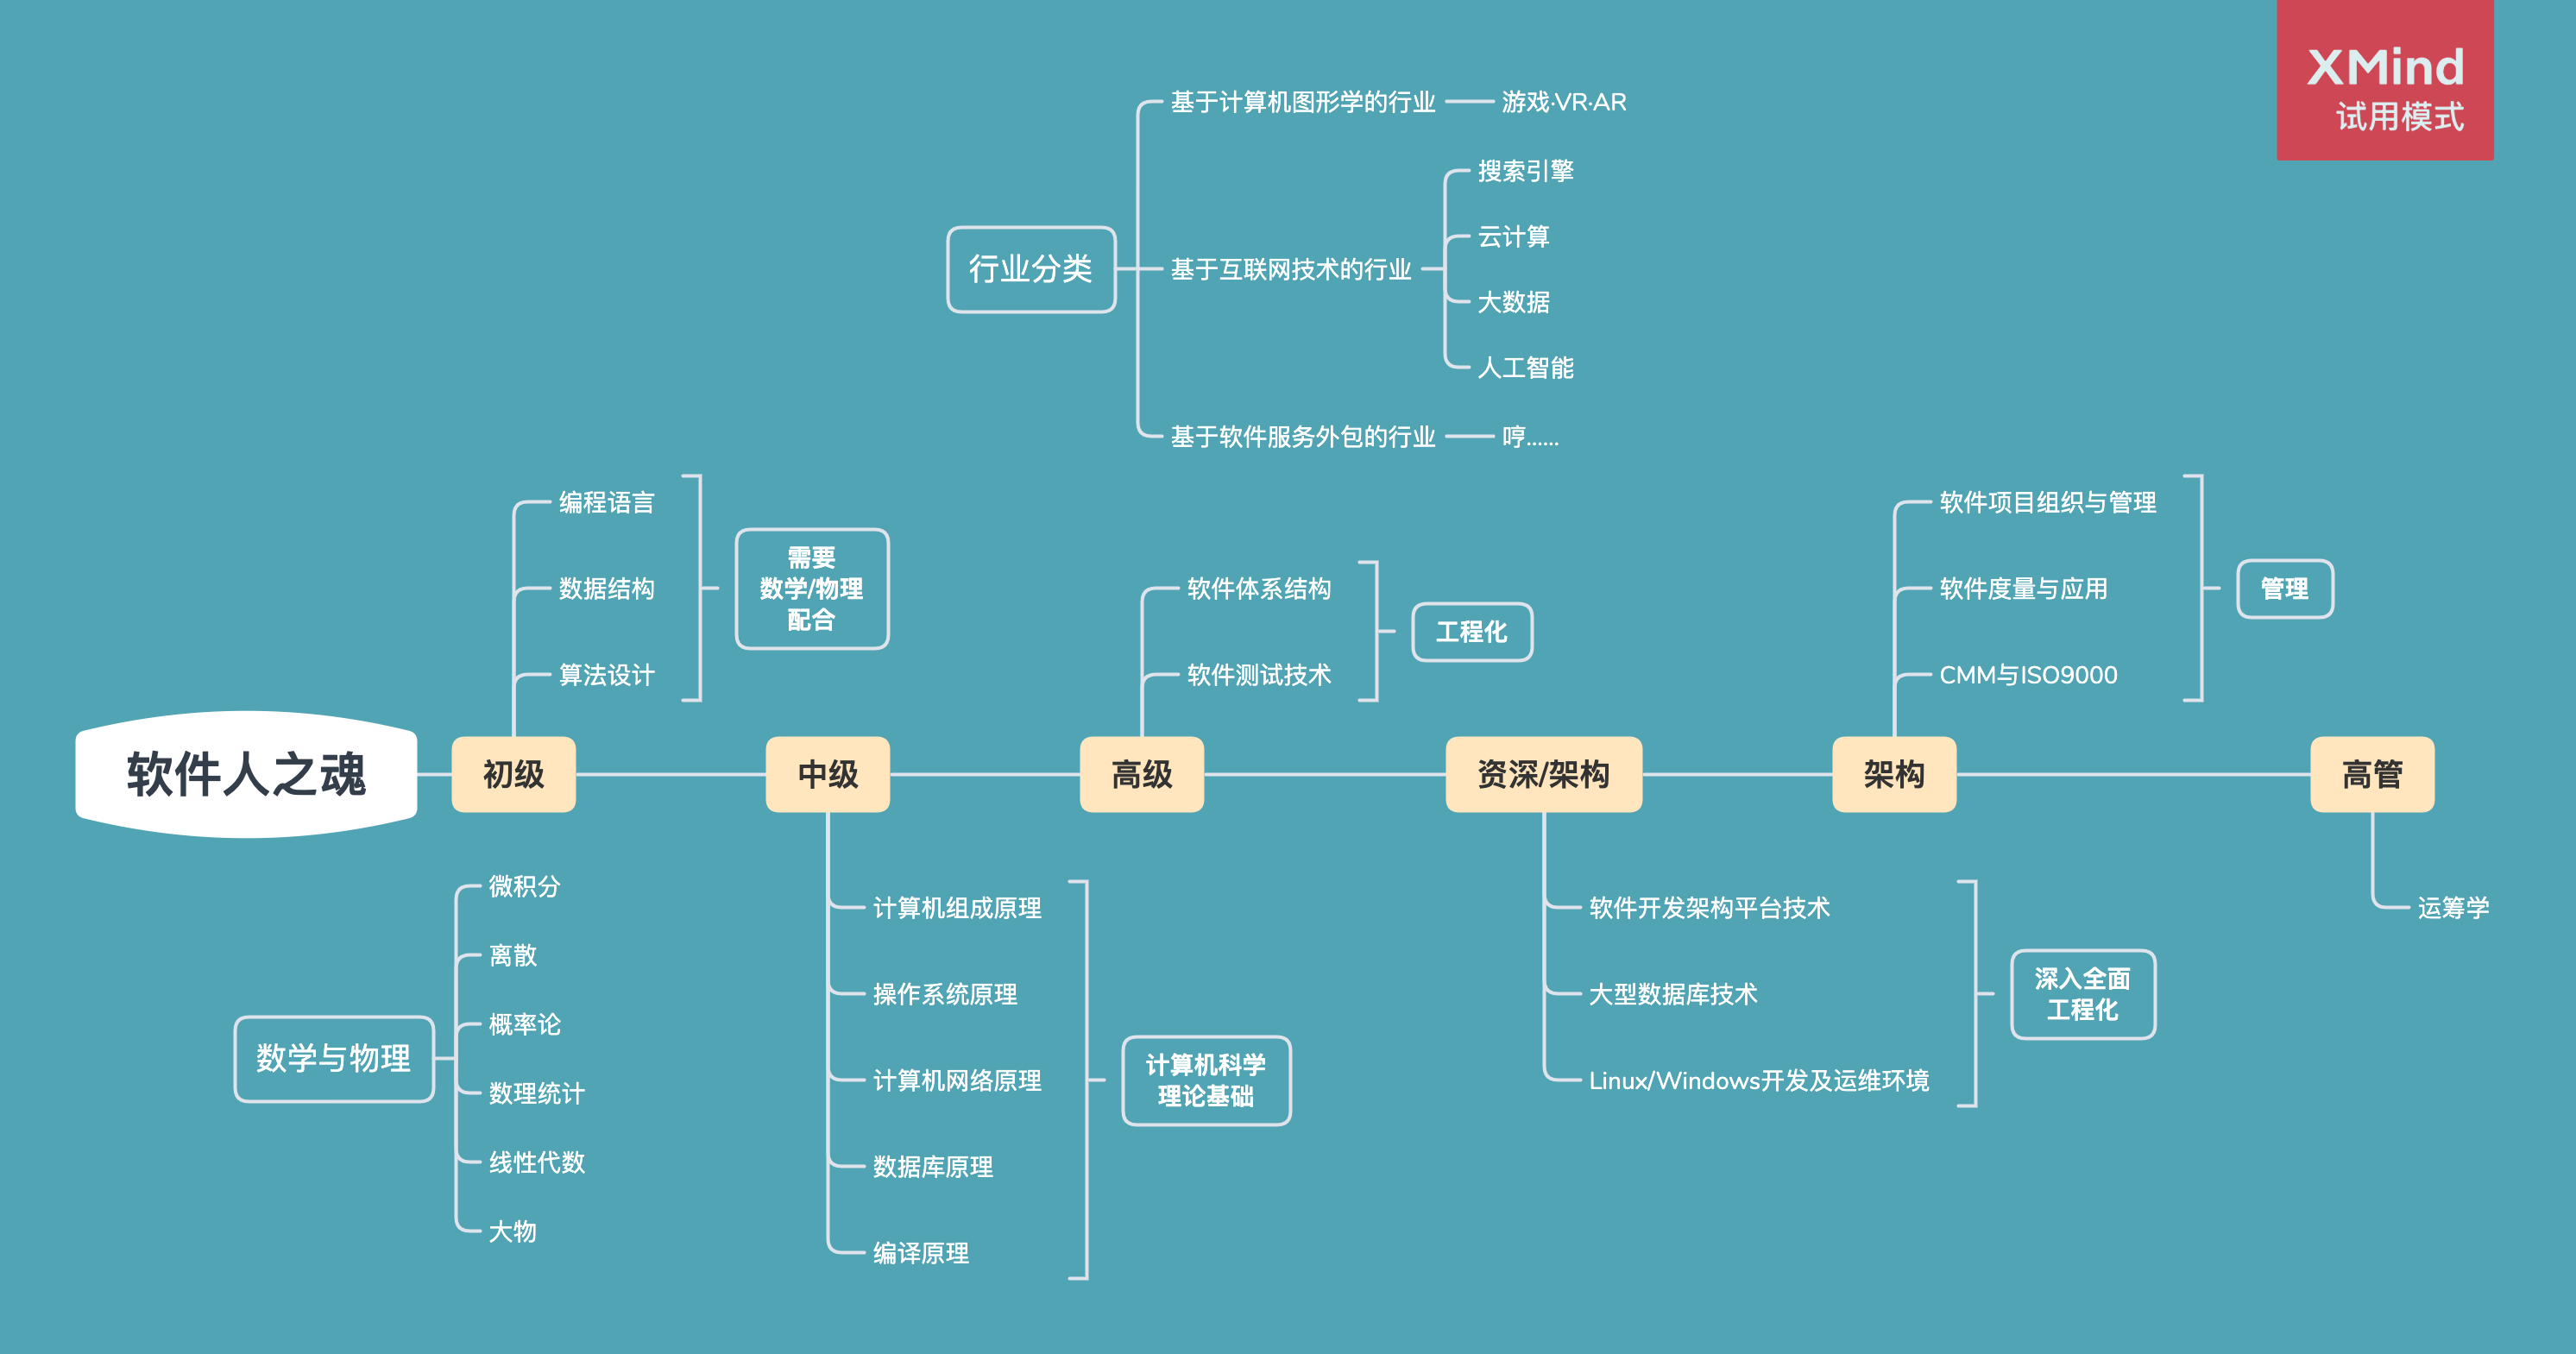 XMind
试用模式
行业分类
基于计算机图形学的行业
游戏·VR·AR
基于互联网技术的行业
搜索引擎
云计算
大数据
人工智能
基于软件服务外包的行业
哼……
软件人之魂
初级
编程语言
数据结构
算法设计
需要
数学/物理
配合
中级
计算机组成原理
操作系统原理
计算机网络原理
数据库原理
编译原理
计算机科学
理论基础
高级
软件体系结构
软件测试技术
工程化
资深/架构
软件开发架构平台技术
大型数据库技术
Linux/Windows开发及运维环境
深入全面
工程化
架构
软件项目组织与管理
软件度量与应用
CMM与ISO9000
管理
高管
运筹学
数学与物理
微积分
离散
概率论
数理统计
线性代数
大物